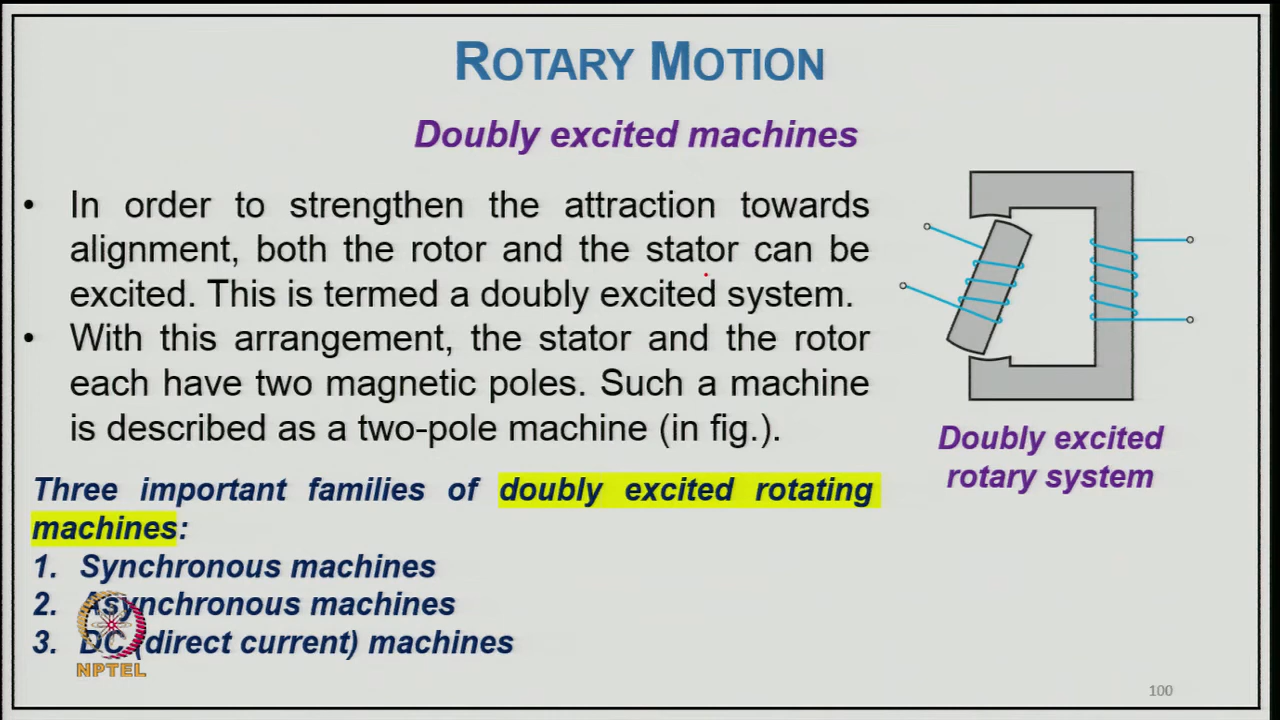 ROTARY MOTION
Doubly excited machines
• In order to strengthen the attraction towards
alignment, both the rotor and the stator can be
excited. This is termed a doubly excited system.
• With this arrangement, the stator and the rotor
each have two magnetic poles. Such a machine
is described as a two-pole machine (in fig.).
Doubly excited
rotary system
Three important families of doubly excited rotating
machines:
1. Synchronous machines
2. Asynchronous machines
3. DC (direct current) machines
NPTEL
100